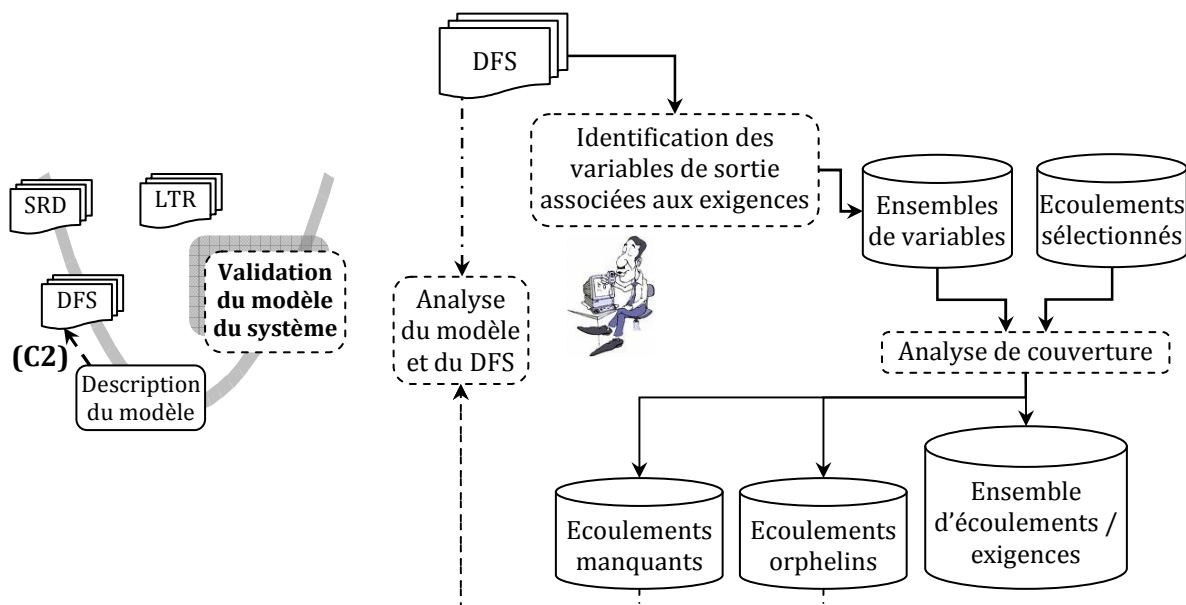 SRD
LTR
DFS
(C2)
Description
du modèle
Validation
du modèle
du système
DFS
Identification des
variables de sortie
associées aux exigences
Ensembles
de variables
Ecoulements
sélectionnés
Analyse
du modèle
et du DFS
Analyse de couverture
Ecoulements
manquants
Ecoulements
orphelins
Ensemble
d'écoulements /
exigences